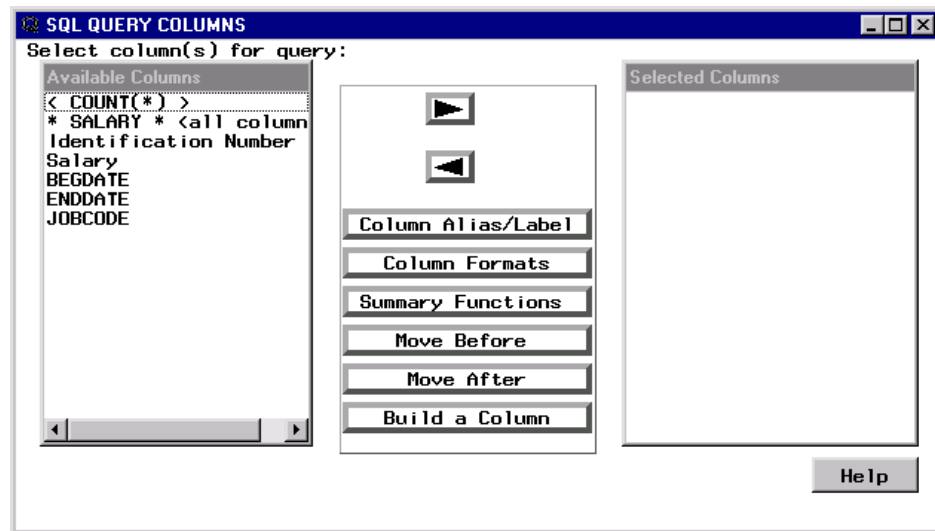 SQL QUERY COLUMNS
Select column(s) for query:
Available Columns
< COUNT(*) >
* SALARY * <all column
Identification Number
Salary
BEGDATE
ENDDATE
JOBCODE
Column Alias/Label
Column Formats
Summary Functions
Move Before
Move After
Build a Column
Selected Columns
Help